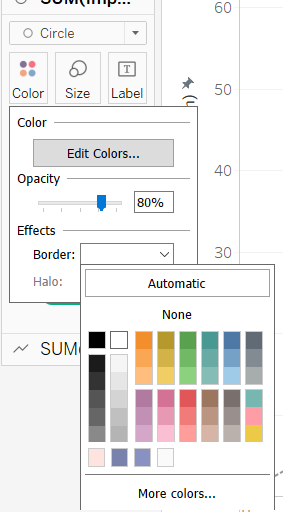 SUM(Imp...
60
Circle
Color
Size
Label
50
Color
Edit Colors...
40
Opacity
80%
Effects
30
Border:
Halo:
Automatic
None
SUM(
More colors...